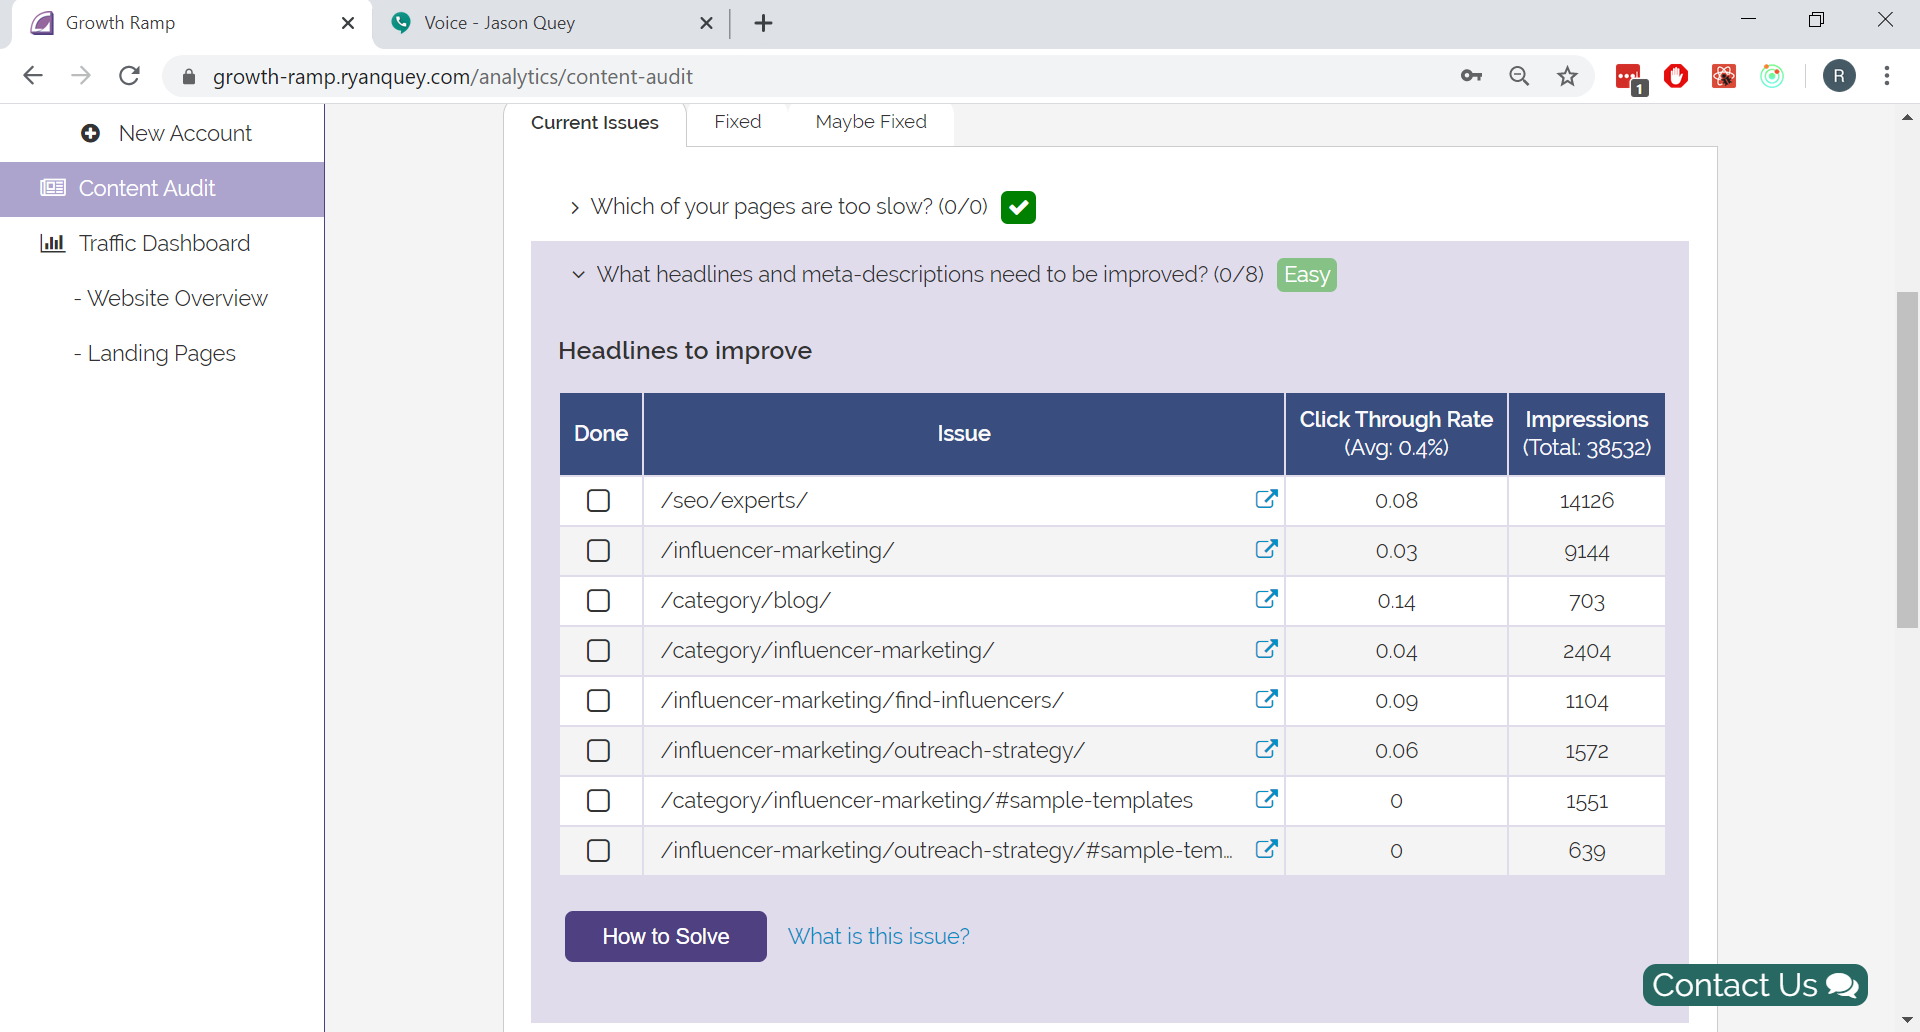 Growth Ramp
Voice - Jason Quey
growth-ramp.ryanquey.com/analytics/content-audit
1
R
New Account
Content Audit
Traffic Dashboard
- Website Overview
- Landing Pages
Current Issues Fixed Maybe Fixed
Which of your pages are too slow? (0/0)
What headlines and meta-descriptions need to be improved? (0/8) Easy
Headlines to improve
Done Issue Click Through Rate (Avg: 0.4%) Impressions (Total: 38532)
/seo/experts/ 0.08 14126
/influencer-marketing/ 0.03 9144
/category/blog/ 0.14 703
/category/influencer-marketing/ 0.04 2404
/influencer-marketing/find-influencers/ 0.09 1104
/influencer-marketing/outreach-strategy/ 0.06 1572
/category/influencer-marketing/#sample-templates 0 1551
/influencer-marketing/outreach-strategy/#sample-tem... 0 639
How to Solve What is this issue?
Contact Us